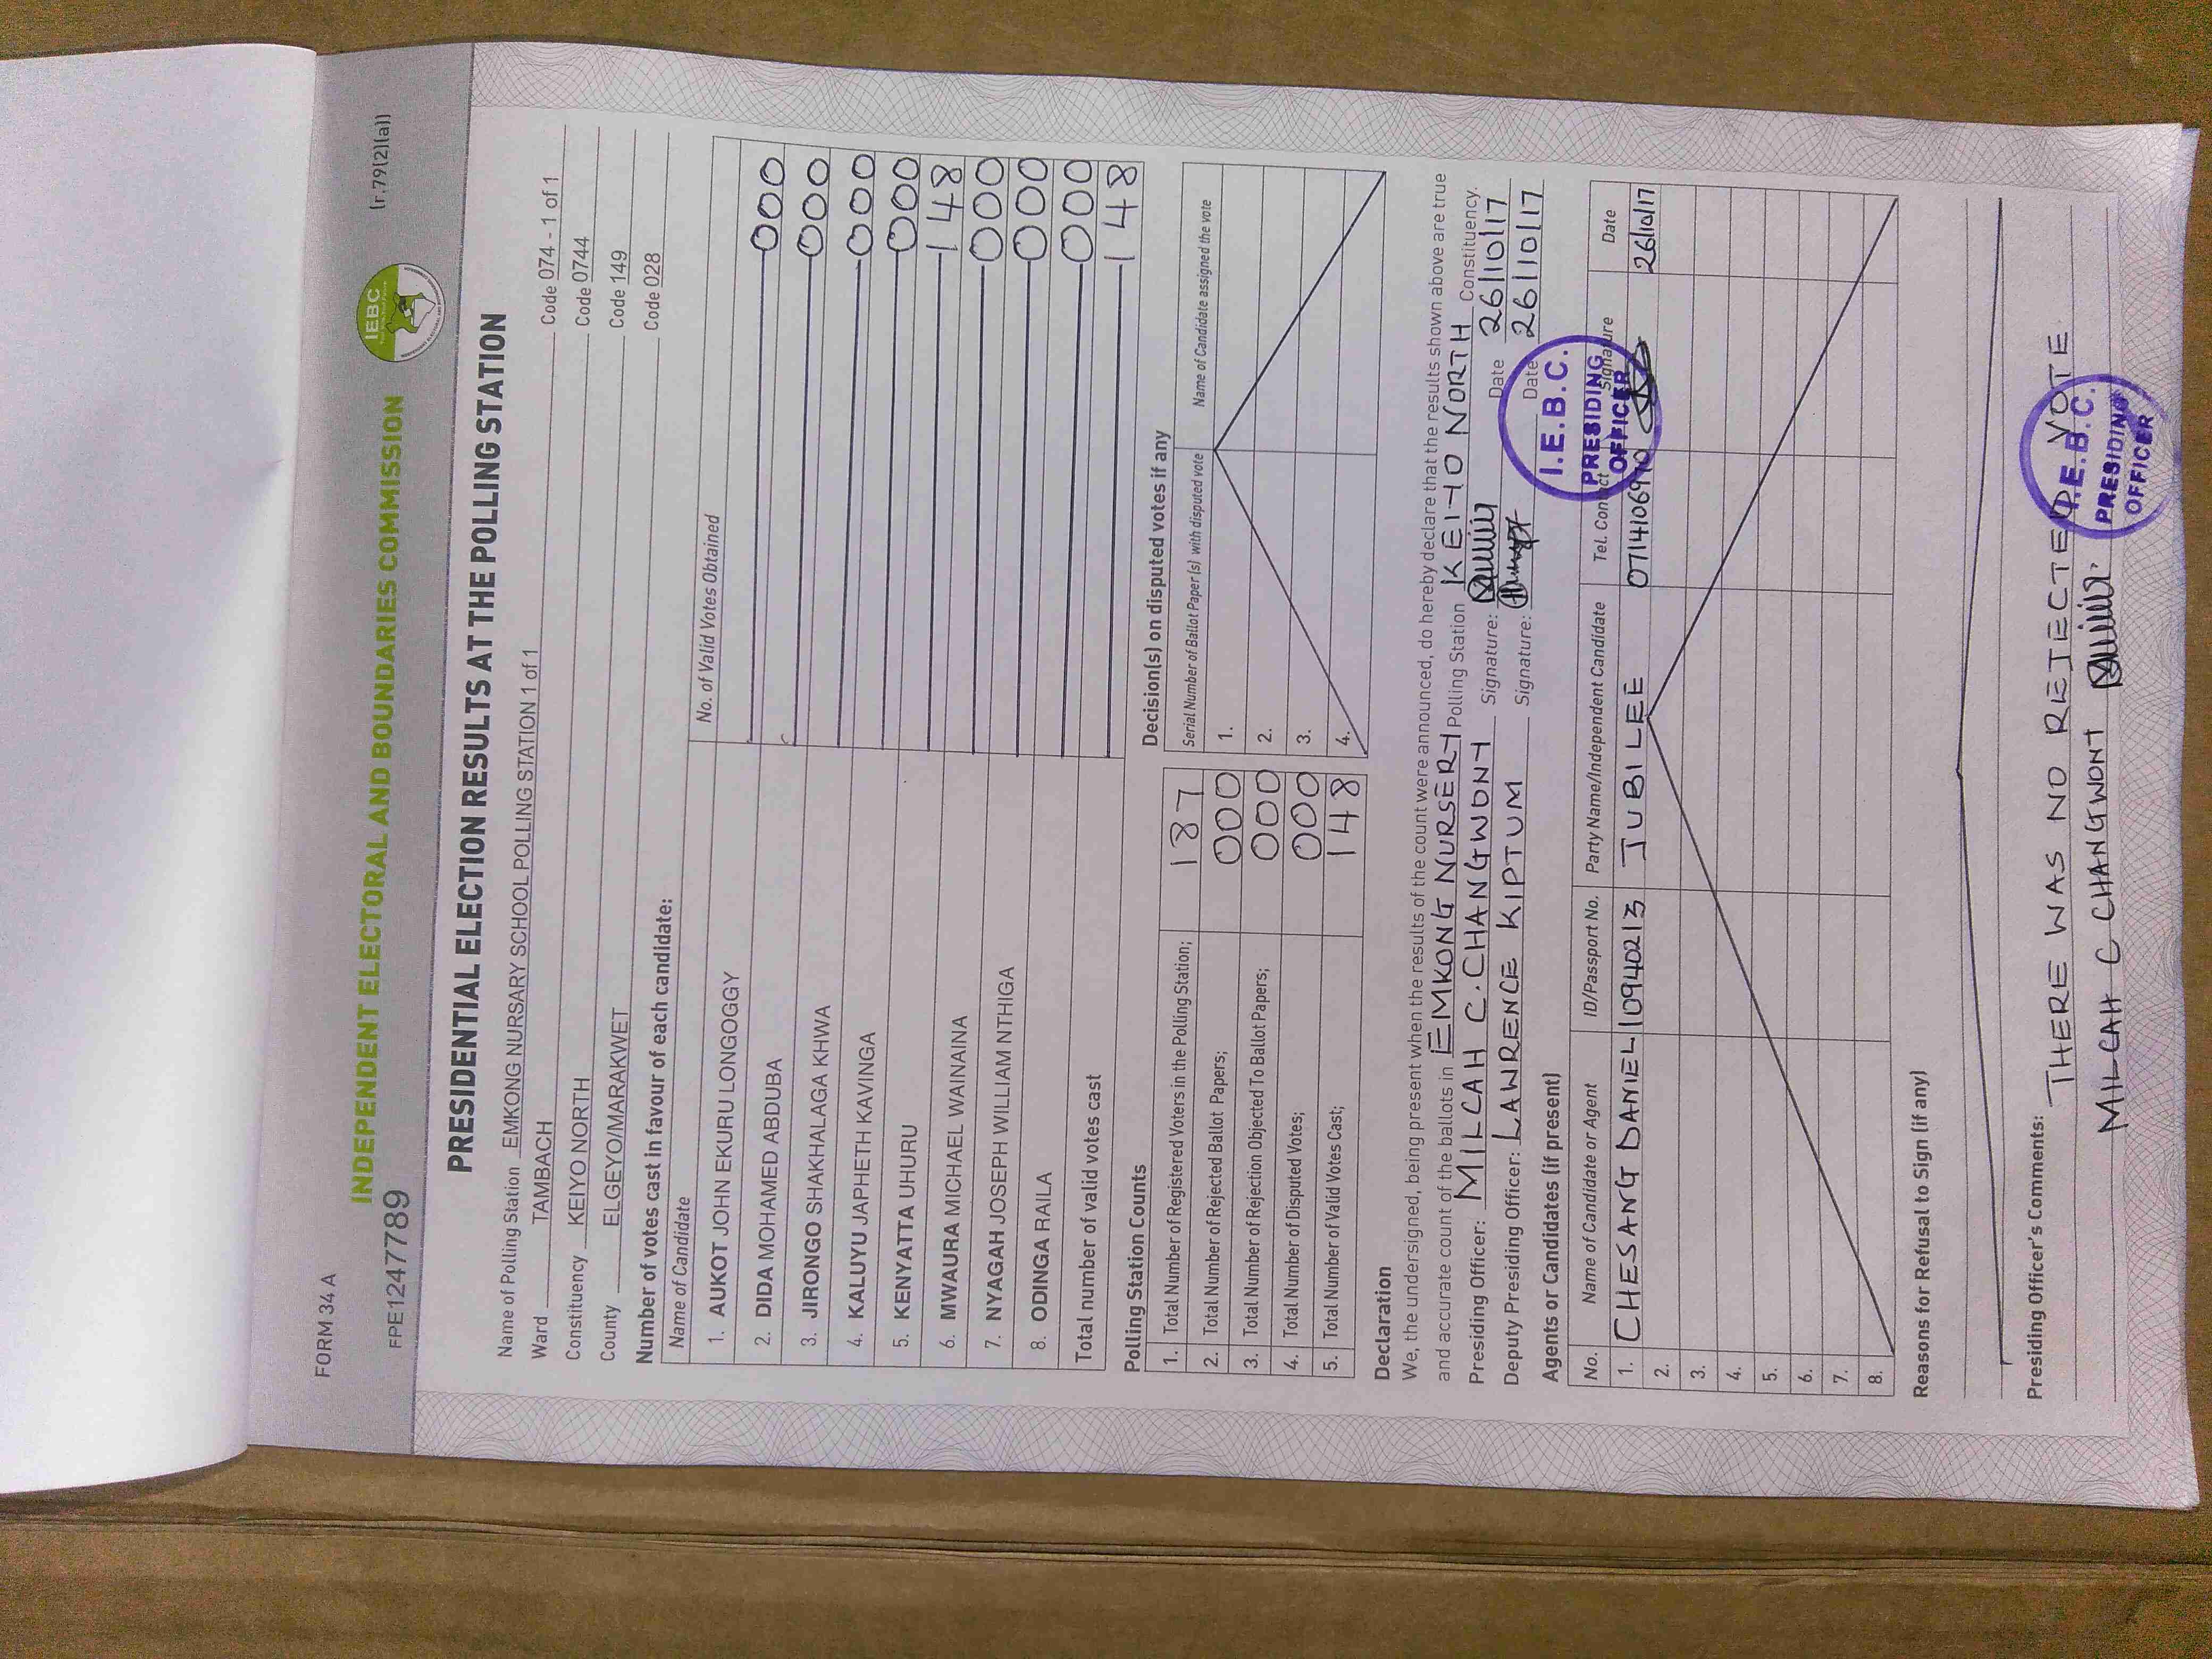 FORM 34 A
INDEPENDENT ELECTORAL AND BOUNDARIES COMMISSION
IEBC
(r.79(2)(a))
FPE1247789
PRESIDENTIAL ELECTION RESULTS AT THE POLLING STATION
Name of Polling Station EMKONG NURSARY SCHOOL POLLING STATION 1 of 1 Code 074 - 1 of 1
Ward TAMBACH Code 0744
Constituency KEIYO NORTH Code 149
County ELGEYO/MARAKWET Code 028
Number of votes cast in favour of each candidate:
Name of Candidate No. of Valid Votes Obtained
1. AUKOT JOHN EKURU LONGOGGY 000
2. DIDA MOHAMED ABDUBA 000
3. JIRONGO SHAKHALAGA KHWA 000
4. KALUYU JAPHETH KAVINGA 000
5. KENYATTA UHURU 148
6. MWAURA MICHAEL WAINAINA 000
7. NYAGAH JOSEPH WILLIAM NTHIGA 000
8. ODINGA RAILA 000
Total number of valid votes cast 148
Polling Station Counts
1. Total Number of Registered Voters in the Polling Station; 187
2. Total Number of Rejected Ballot Papers; 000
3. Total Number of Rejection Objected To Ballot Papers; 000
4. Total Number of Disputed Votes; 000
5. Total Number of Valid Votes Cast; 148
Decision(s) on disputed votes if any
Serial Number of Ballot Paper(s) with disputed vote Name of Candidate assigned the vote
1.
2.
3.
4.
Declaration
We, the undersigned, being present when the results of the count were announced, do hereby declare that the results shown above are true
and accurate count of the ballots in EMKONG NURSERY Polling Station KEIYO NORTH Constituency.
Presiding Officer: MILCAH C. CHANGWONY Signature: Date 26/10/17
Deputy Presiding Officer: LAWRENCE KIPTUM Signature: Date 26/10/17
I.E.B.C. PRESIDING OFFICER
Agents or Candidates (if present)
No. Name of Candidate or Agent ID/Passport No. Party Name/Independent Candidate Tel. Contact Signature Date
1. CHESANG DANIEL 10940213 JUBILEE 0714106970 26/10/17
2.
3.
4.
5.
6.
7.
8.
Reasons for Refusal to Sign (if any)
Presiding Officer's Comments:
THERE WAS NO REJECTED VOTE.
MILCAH C CHANGWONY
I.E.B.C. PRESIDING OFFICER